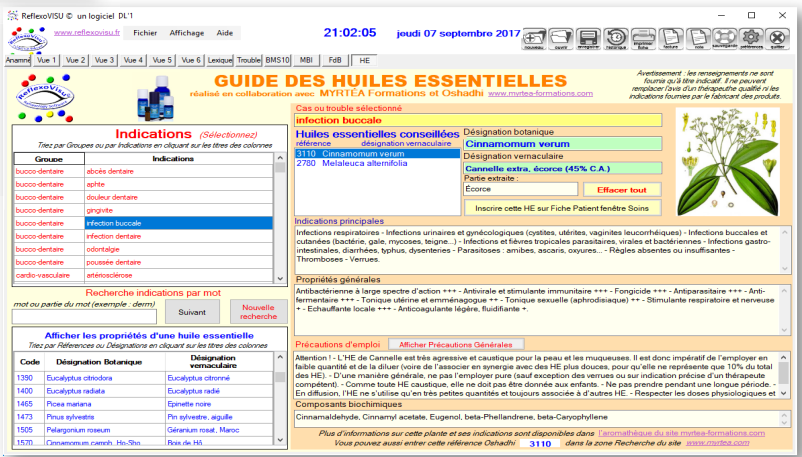 ReflexoVISU © un logiciel DL'1
www.reflexovisu.fr Fichier Affichage Aide 21:02:05 jeudi 07 septembre 2017
nouveau ouvrir enregistrer historique imprimer fiche facture note sauvegarde préférences quitter
Anamne Vue 1 Vue 2 Vue 3 Vue 4 Vue 5 Vue 6 Lexique Trouble BMS10 MBI FdB HE
ReflexoVisu
GUIDE DES HUILES ESSENTIELLES
réalisé en collaboration avec MYRTÉA Formations et Oshadhi www.myrtea-formations.com
Avertissement : les renseignements ne sont
fournis qu'à titre indicatif. Il ne peuvent
remplacer l'avis d'un thérapeute qualifié ni les
indications fournies par le fabricant des produits.
Indications (Sélectionnez)
Triez par Groupes ou par Indications en cliquant sur les titres des colonnes
Groupe Indications
bucco-dentaire abcès dentaire
bucco-dentaire aphte
bucco-dentaire douleur dentaire
bucco-dentaire gingivite
bucco-dentaire infection buccale
bucco-dentaire infection dentaire
bucco-dentaire odontalgie
bucco-dentaire poussée dentaire
cardio-vasculaire artériosclérose
Recherche indications par mot
mot ou partie du mot (exemple : derm)
Suivant
Nouvelle
recherche
Afficher les propriétés d'une huile essentielle
Triez par Références ou Désignations en cliquant sur les titres des colonnes
Code Désignation Botanique Désignation vernaculaire
1390 Eucalyptus citriodora Eucalyptus citronné
1400 Eucalyptus radiata Eucalyptus radié
1465 Picea mariana Epinette noire
1473 Pinus sylvestris Pin sylvestre, aiguille
1505 Pelargonium roseum Géranium rosat, Maroc
1570 Cinnamomum camph. Ho-Sho Bois de Hô
Cas ou trouble sélectionné
infection buccale
Huiles essentielles conseillées
référence désignation vernaculaire
3110 Cinnamomum verum
2780 Melaleuca alternifolia
Désignation botanique
Cinnamomum verum
Désignation vernaculaire
Cannelle extra, écorce (45% C.A.)
Partie extraite :
Écorce
Effacer tout
Inscrire cette HE sur Fiche Patient fenêtre Soins
Indications principales
Infections respiratoires - Infections urinaires et gynécologiques (cystites, utérites, vaginites leucorrhéiques) - Infections buccales et
cutanées (bactérie, gale, mycoses, teigne...) - Infections et fièvres tropicales parasitaires, virales et bactériennes - Infections gastro-
intestinales, diarrhées, typhus, dysenteries - Parasitoses : amibes, ascaris, oxyures... - Règles absentes ou insuffisantes -
Thromboses - Verrues.
Propriétés générales
Antibactérienne à large spectre d'action +++ - Antivirale et stimulante immunitaire +++ - Fongicide +++ - Antiparasitaire +++ - Anti-
fermentaire +++ - Tonique utérine et emménagogue ++ - Tonique sexuelle (aphrodisiaque) ++ - Stimulante respiratoire et nerveuse
+ - Echauffante locale +++ - Anticoagulante légère, fluidifiante +.
Précautions d'emploi Afficher Précautions Générales
Attention ! - L'HE de Cannelle est très agressive et caustique pour la peau et les muqueuses. Il est donc impératif de l'employer en
faible quantité et de la diluer (voire de l'associer en synergie avec des HE plus douces, pour qu'elle ne représente que 10% du total
des HE). - D'une manière générale, ne pas l'employer pure (sauf exception des verrues ou sur indication précise d'un thérapeute
compétent). - Comme toute HE caustique, elle ne doit pas être donnée aux enfants. - Ne pas prendre pendant une longue période. -
En diffusion, l'HE ne s'utilise qu'en très petites quantités et toujours associée à d'autres HE. - Respecter les doses physiologiques et
Composants biochimiques
Cinnamaldehyde, Cinnamyl acetate, Eugenol, beta-Phellandrene, beta-Caryophyllene
Plus d'informations sur cette plante et ses indications sont disponibles dans l'aromathèque du site myrtea-formations.com
Vous pouvez aussi entrer cette référence Oshadhi 3110 dans la zone Recherche du site www.myrtea.com